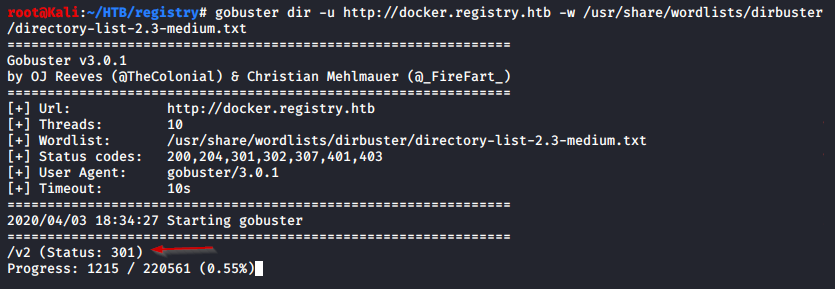 root@Kali:~/HTB/registry# gobuster dir -u http://docker.registry.htb -w /usr/share/wordlists/dirbuster
/directory-list-2.3-medium.txt
===============================================================
Gobuster v3.0.1
by OJ Reeves (@TheColonial) & Christian Mehlmauer (@_FireFart_)
===============================================================
[+] Url:            http://docker.registry.htb
[+] Threads:        10
[+] Wordlist:       /usr/share/wordlists/dirbuster/directory-list-2.3-medium.txt
[+] Status codes:   200,204,301,302,307,401,403
[+] User Agent:     gobuster/3.0.1
[+] Timeout:        10s
===============================================================
2020/04/03 18:34:27 Starting gobuster
===============================================================
/v2 (Status: 301)
Progress: 1215 / 220561 (0.55%)